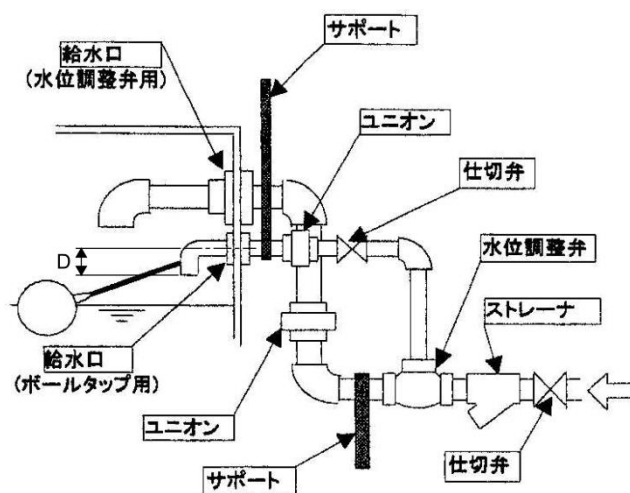 サポート
給水口
(水位調整弁用)
ユニオン
仕切弁
水位調整弁
D
ストレーナ
給水口
(ボールタップ用)
ユニオン
サポート
仕切弁